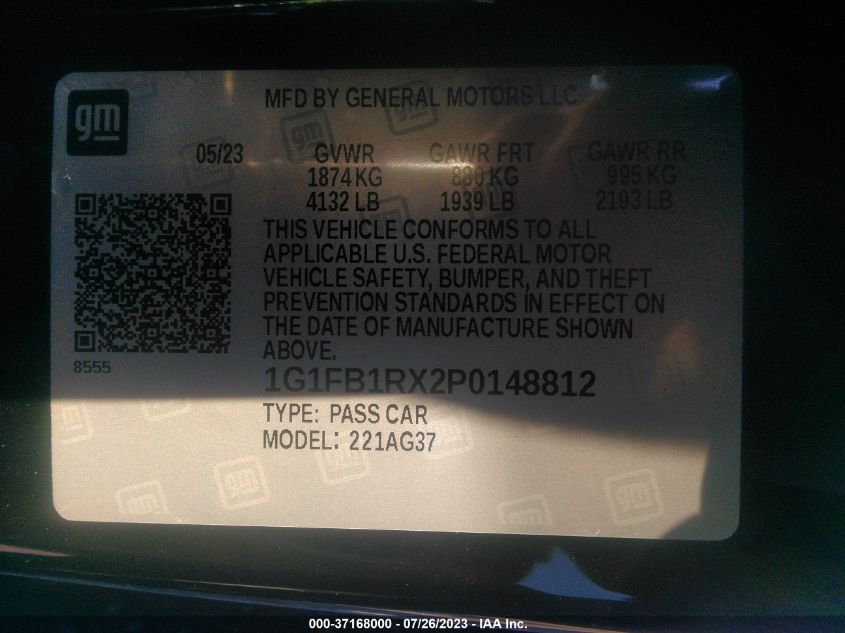 gm
MFD BY GENERAL MOTORS LLC
05/23 GVWR GAWR FRT GAWR RR
1874 KG 880 KG 995 KG
4132 LB 1939 LB 2193 LB
THIS VEHICLE CONFORMS TO ALL
APPLICABLE U.S. FEDERAL MOTOR
VEHICLE SAFETY, BUMPER, AND THEFT
PREVENTION STANDARDS IN EFFECT ON
THE DATE OF MANUFACTURE SHOWN
ABOVE.
8555
1G1FB1RX2P0148812
TYPE: PASS CAR
MODEL: 221AG37
000-37168000 - 07/26/2023 - IAA Inc.